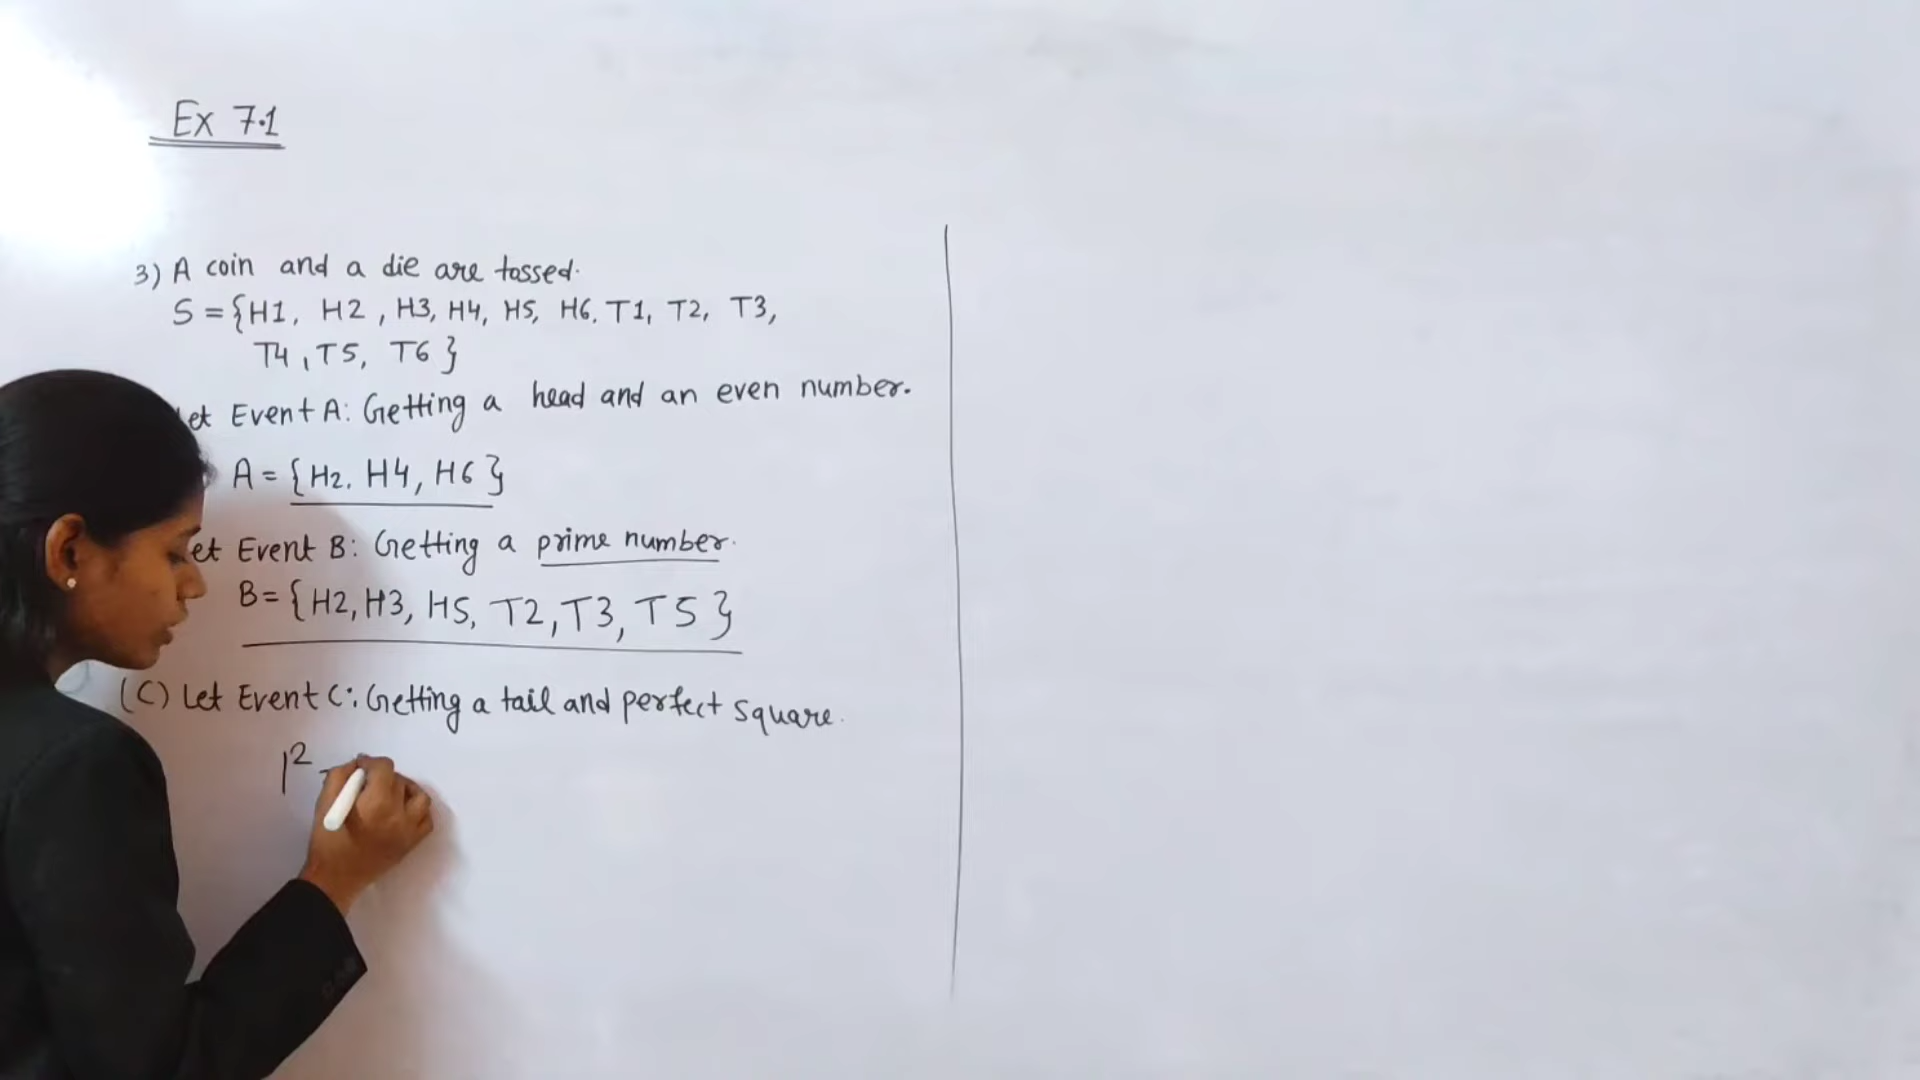 Ex 7.1
3) A coin and a die are tossed.
S = {H1, H2, H3, H4, H5, H6, T1, T2, T3,
T4, T5, T6 }
et Event A: Getting a head and an even number.
A = {H2, H4, H6 }
et Event B: Getting a prime number.
B = {H2, H3, H5, T2, T3, T5 }
(C) Let Event C: Getting a tail and perfect square.
1²